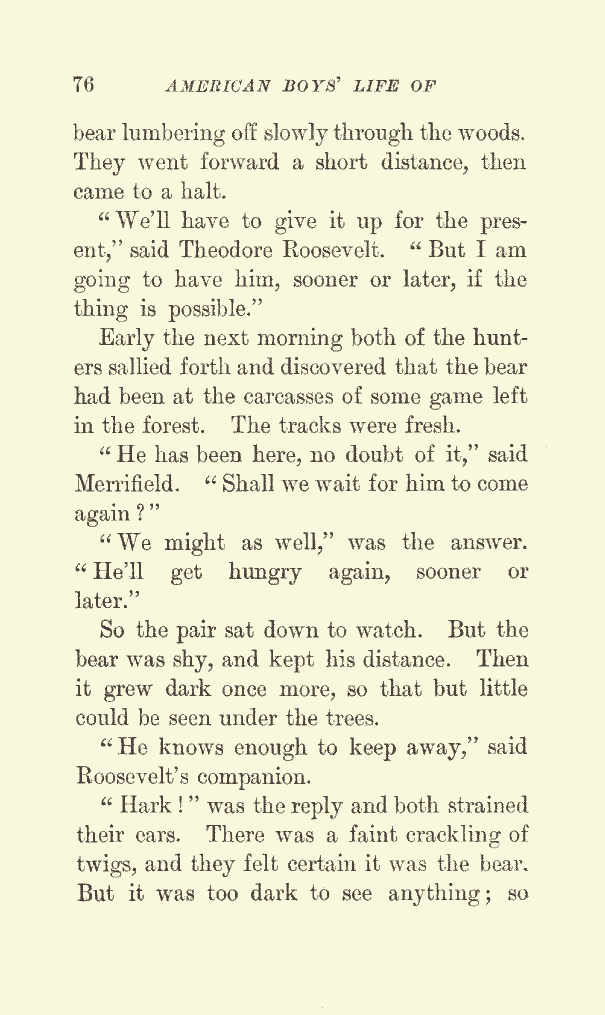 76 AMERICAN BOYS' LIFE OF
bear lumbering off slowly through the woods.
They went forward a short distance, then
came to a halt.
"We'll have to give it up for the pres-
ent," said Theodore Roosevelt. "But I am
going to have him, sooner or later, if the
thing is possible."
Early the next morning both of the hunt-
ers sallied forth and discovered that the bear
had been at the carcasses of some game left
in the forest. The tracks were fresh.
"He has been here, no doubt of it," said
Merrifield. "Shall we wait for him to come
again?"
"We might as well," was the answer.
"He'll get hungry again, sooner or
later."
So the pair sat down to watch. But the
bear was shy, and kept his distance. Then
it grew dark once more, so that but little
could be seen under the trees.
"He knows enough to keep away," said
Roosevelt's companion.
"Hark!" was the reply and both strained
their ears. There was a faint crackling of
twigs, and they felt certain it was the bear.
But it was too dark to see anything; so